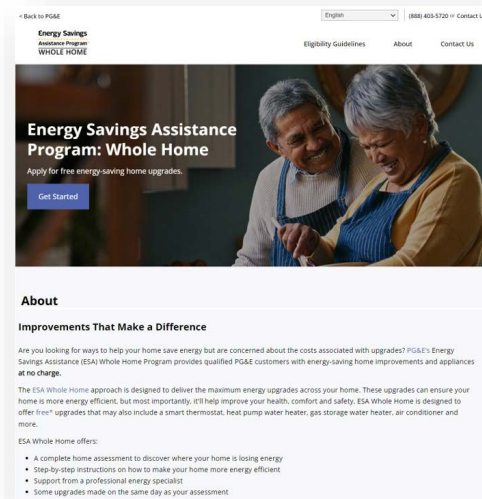 < Back to PG&E
English
(888) 403-5720 or Contact U
Energy Savings
Assistance Program
WHOLE HOME
Eligibility Guidelines About Contact Us
Energy Savings Assistance
Program: Whole Home
Apply for free energy-saving home upgrades.
Get Started
About
Improvements That Make a Difference
Are you looking for ways to help your home save energy but are concerned about the costs associated with upgrades? PG&E's Energy
Savings Assistance (ESA) Whole Home Program provides qualified PG&E customers with energy-saving home improvements and appliances
at no charge.
The ESA Whole Home approach is designed to deliver the maximum energy upgrades across your home. These upgrades can ensure your
home is more energy efficient, but most importantly, it'll help improve your health, comfort and safety. ESA Whole Home is designed to
offer free* upgrades that may also include a smart thermostat, heat pump water heater, gas storage water heater, air conditioner and
more.
ESA Whole Home offers:
• A complete home assessment to discover where your home is losing energy
• Step-by-step instructions on how to make your home more energy efficient
• Support from a professional energy specialist
• Some upgrades made on the same day as your assessment